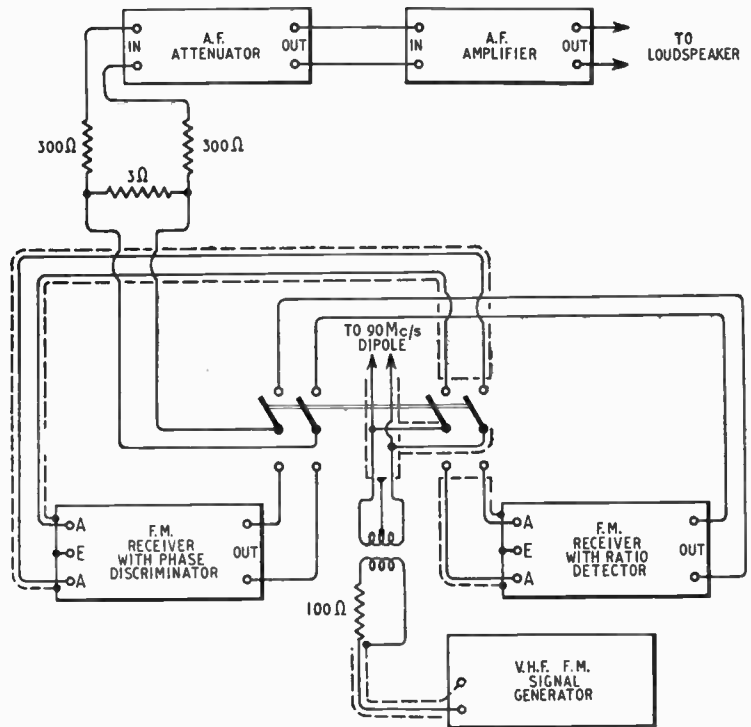 IN
A.F.
ATTENUATOR
OUT
IN
A.F.
AMPLIFIER
OUT
TO
LOUDSPEAKER
300Ω
300Ω
3Ω
TO 90 Mc/s
DIPOLE
A
E
A
F.M.
RECEIVER
WITH PHASE
DISCRIMINATOR
OUT
A
E
A
F.M.
RECEIVER
WITH RATIO
DETECTOR
OUT
100Ω
V.H.F. F.M.
SIGNAL
GENERATOR